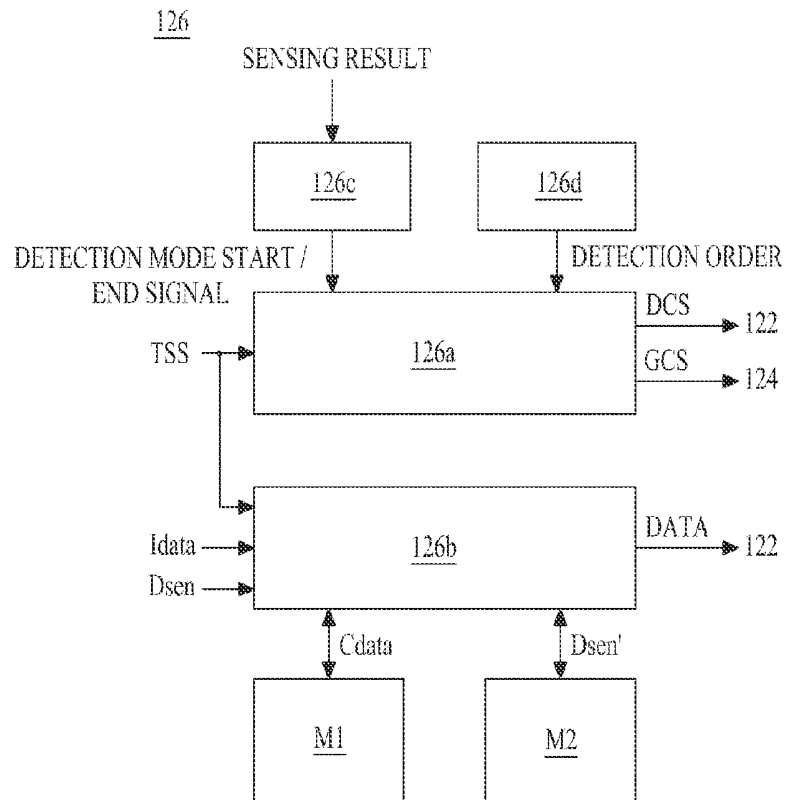 126
SENSING RESULT
126c
126d
DETECTION MODE START /
END SIGNAL
DETECTION ORDER
TSS
126a
DCS
122
GCS
124
Idata
Dsen
126b
DATA
122
Cdata
Dsen'
M1
M2